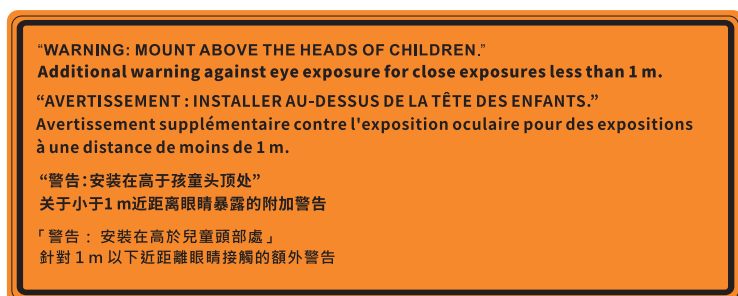 “WARNING: MOUNT ABOVE THE HEADS OF CHILDREN.”
Additional warning against eye exposure for close exposures less than 1 m.
“AVERTISSEMENT : INSTALLER AU-DESSUS DE LA TÊTE DES ENFANTS.”
Avertissement supplémentaire contre l'exposition oculaire pour des expositions
à une distance de moins de 1 m.
“警告:安装在高于孩童头顶处”
关于小于1 m近距离眼睛暴露的附加警告
「警告： 安裝在高於兒童頭部處」
針對 1 m 以下近距離眼睛接觸的額外警告